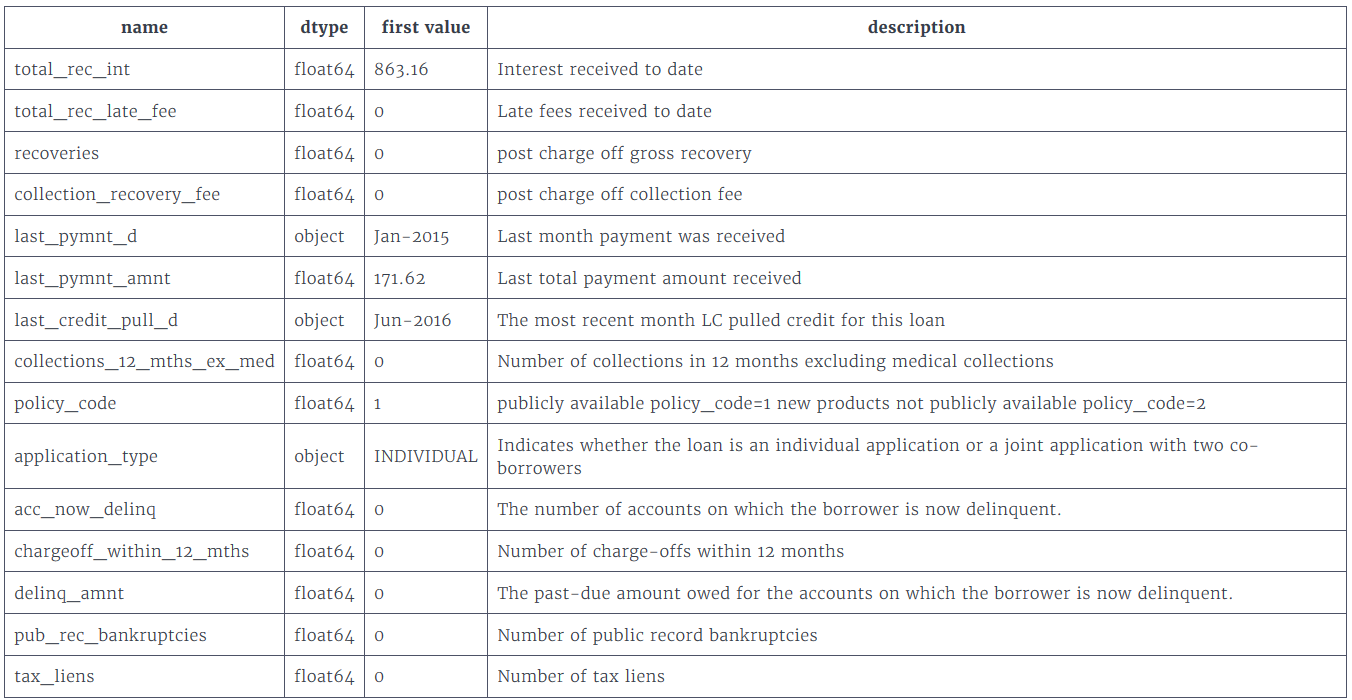 name dtype first value description
total_rec_int float64 863.16 Interest received to date
total_rec_late_fee float64 0 Late fees received to date
recoveries float64 0 post charge off gross recovery
collection_recovery_fee float64 0 post charge off collection fee
last_pymnt_d object Jan-2015 Last month payment was received
last_pymnt_amnt float64 171.62 Last total payment amount received
last_credit_pull_d object Jun-2016 The most recent month LC pulled credit for this loan
collections_12_mths_ex_med float64 0 Number of collections in 12 months excluding medical collections
policy_code float64 1 publicly available policy_code=1 new products not publicly available policy_code=2
application_type object INDIVIDUAL Indicates whether the loan is an individual application or a joint application with two co-
borrowers
acc_now_delinq float64 0 The number of accounts on which the borrower is now delinquent.
chargeoff_within_12_mths float64 0 Number of charge-offs within 12 months
delinq_amnt float64 0 The past-due amount owed for the accounts on which the borrower is now delinquent.
pub_rec_bankruptcies float64 0 Number of public record bankruptcies
tax_liens float64 0 Number of tax liens